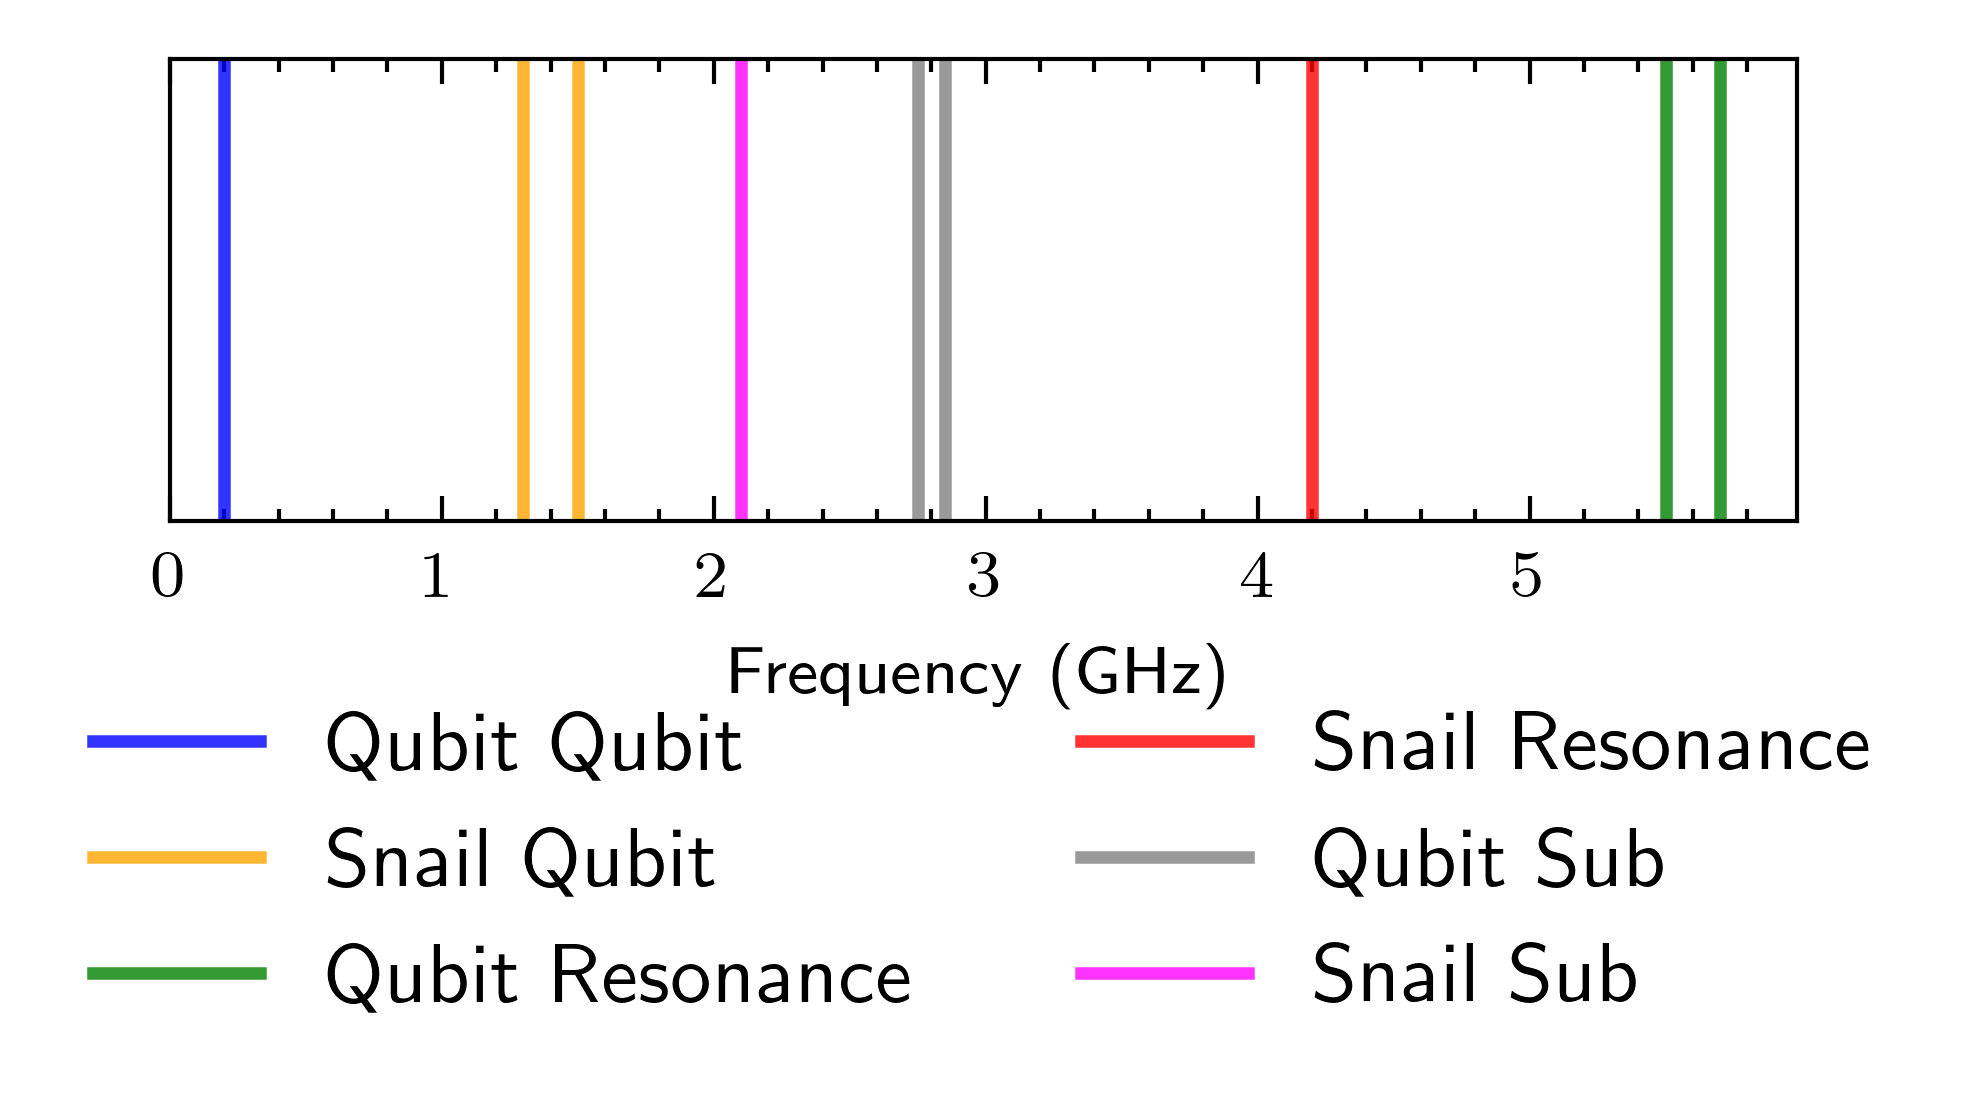 0 1 2 3 4 5
Frequency (GHz)
Qubit Qubit
Snail Qubit
Qubit Resonance
Snail Resonance
Qubit Sub
Snail Sub